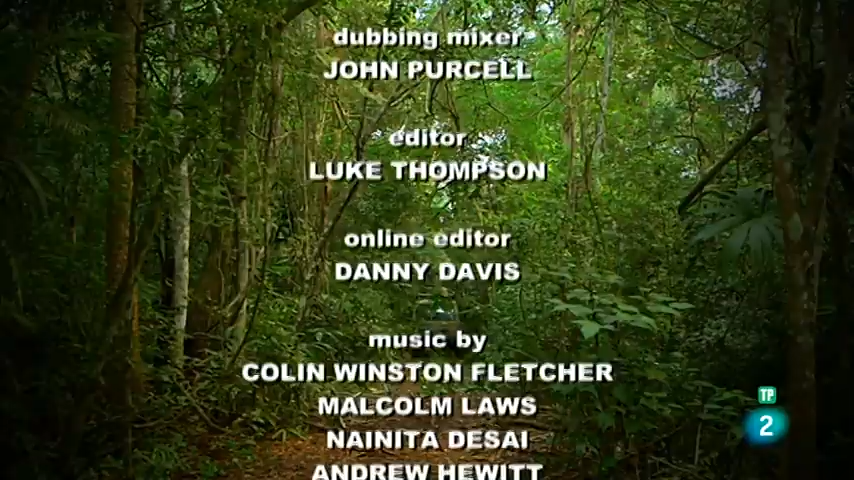 dubbing mixer
JOHN PURCELL
editor
LUKE THOMPSON
online editor
DANNY DAVIS
music by
COLIN WINSTON FLETCHER
MALCOLM LAWS
NAINITA DESAI
ANDREW HEWITT
TP
2